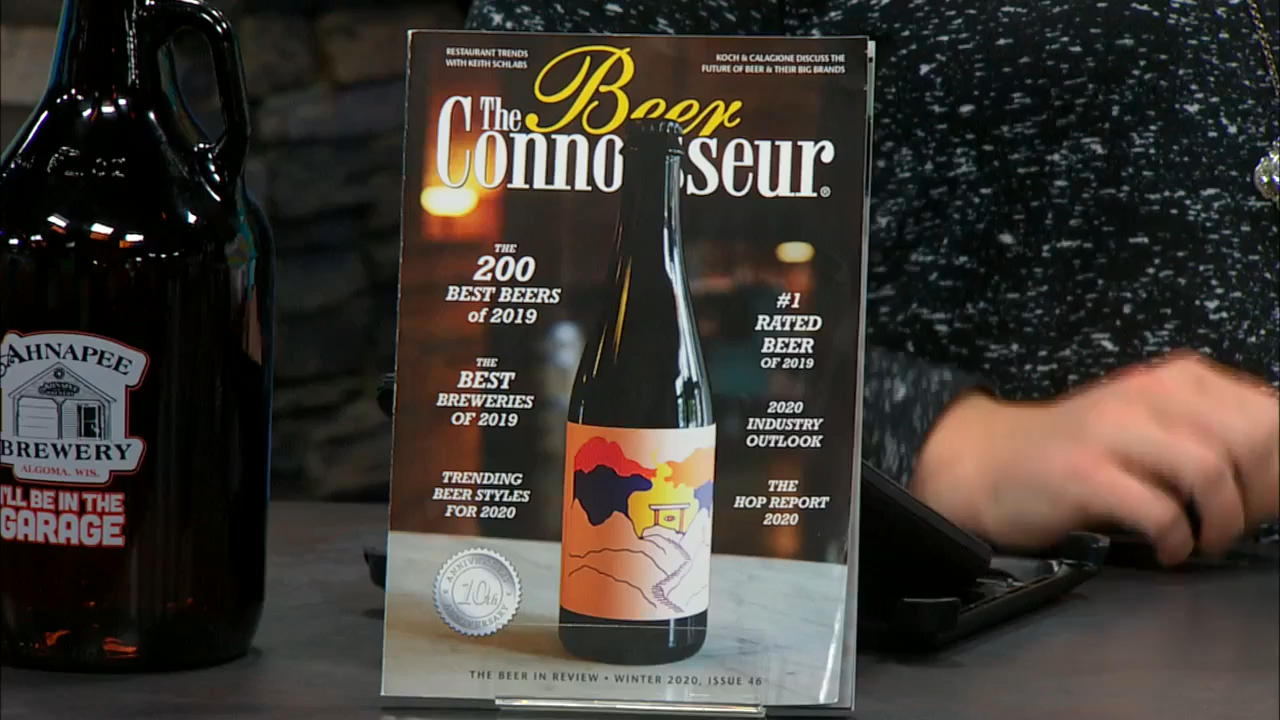 RESTAURANT TRENDS
WITH KEITH SCHLABS
KOCH & CALAGIONE DISCUSS THE
FUTURE OF BEER & THEIR BIG BRANDS
The Beer
Connoisseur®
THE
200
BEST BEERS
of 2019
THE
BEST
BREWERIES
OF 2019
TRENDING
BEER STYLES
FOR 2020
#1
RATED
BEER
OF 2019
2020
INDUSTRY
OUTLOOK
THE
HOP REPORT
2020
ANNIVERSARY
10th
ANNIVERSARY
THE BEER IN REVIEW • WINTER 2020, ISSUE 46
AHNAPEE
BREWERY
ALGOMA, WIS.
I'LL BE IN THE
GARAGE